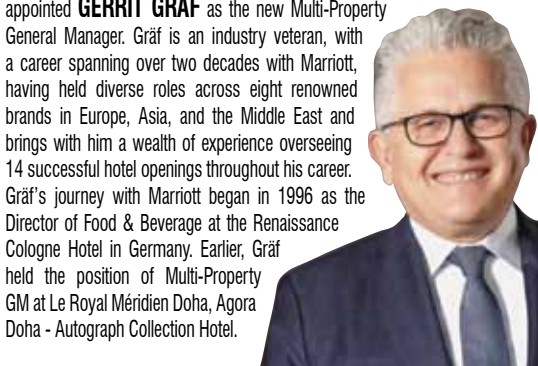 appointed GERRIT GRÄF as the new Multi-Property
General Manager. Gräf is an industry veteran, with
a career spanning over two decades with Marriott,
having held diverse roles across eight renowned
brands in Europe, Asia, and the Middle East and
brings with him a wealth of experience overseeing
14 successful hotel openings throughout his career.
Gräf’s journey with Marriott began in 1996 as the
Director of Food & Beverage at the Renaissance
Cologne Hotel in Germany. Earlier, Gräf
held the position of Multi-Property
GM at Le Royal Méridien Doha, Agora
Doha - Autograph Collection Hotel.